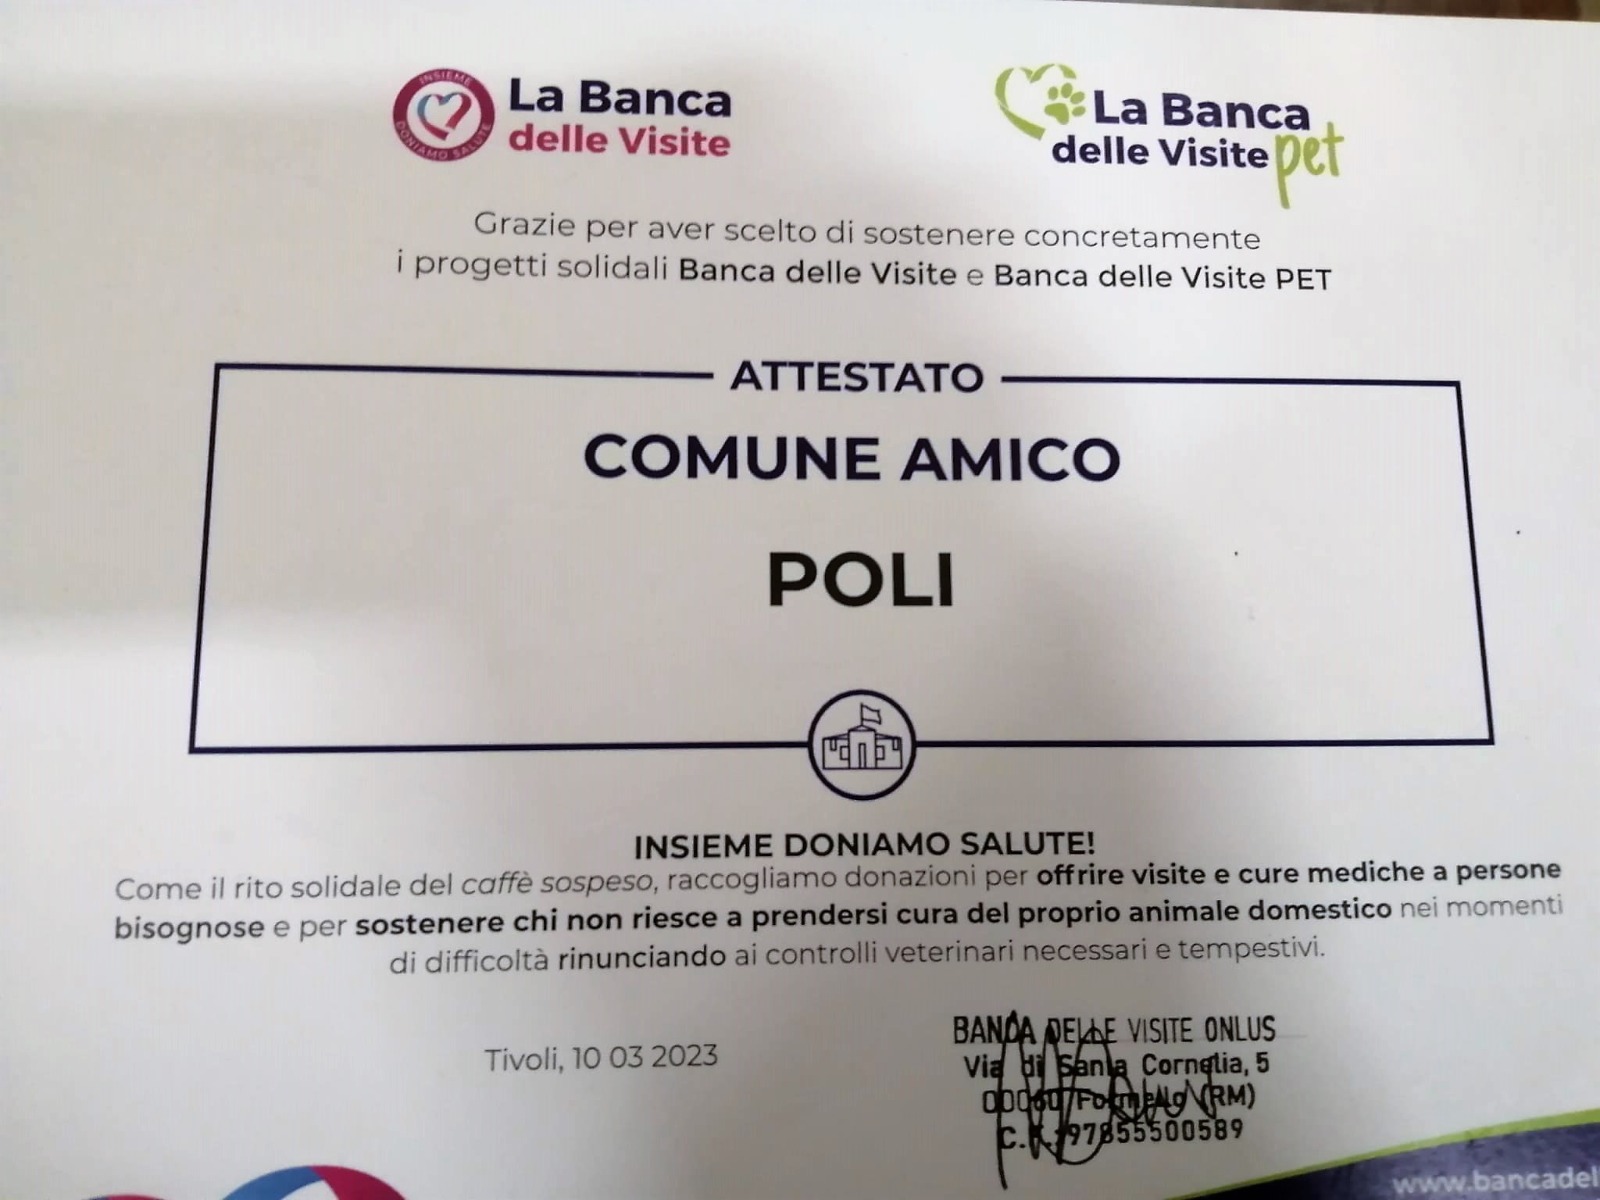 INSIEME DONIAMO SALUTE
La Banca
delle Visite
La Banca
delle Visite pet
Grazie per aver scelto di sostenere concretamente
i progetti solidali Banca delle Visite e Banca delle Visite PET
ATTESTATO
COMUNE AMICO
POLI
INSIEME DONIAMO SALUTE!
Come il rito solidale del caffè sospeso, raccogliamo donazioni per offrire visite e cure mediche a persone
bisognose e per sostenere chi non riesce a prendersi cura del proprio animale domestico nei momenti
di difficoltà rinunciando ai controlli veterinari necessari e tempestivi.
Tivoli, 10 03 2023
BANCA DELLE VISITE ONLUS
Via di Santa Cornelia, 5
00060 Formello (RM)
C.F. 97855500589
www.bancadel